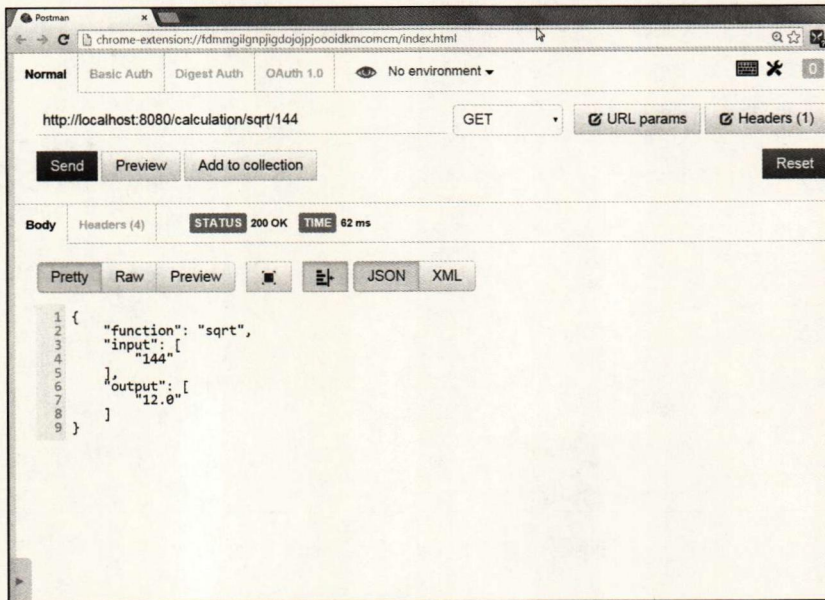 Postman
chrome-extension://fdmmgilgnpjigdojojpjoooidkmcomcm/index.html
Normal Basic Auth Digest Auth OAuth 1.0 No environment 0
http://localhost:8080/calculation/sqrt/144 GET URL params Headers (1)
Send Preview Add to collection Reset
Body Headers (4) STATUS 200 OK TIME 62 ms
Pretty Raw Preview JSON XML
1 {
2 "function": "sqrt",
3 "input": [
4 "144"
5 ],
6 "output": [
7 "12.0"
8 ]
9 }